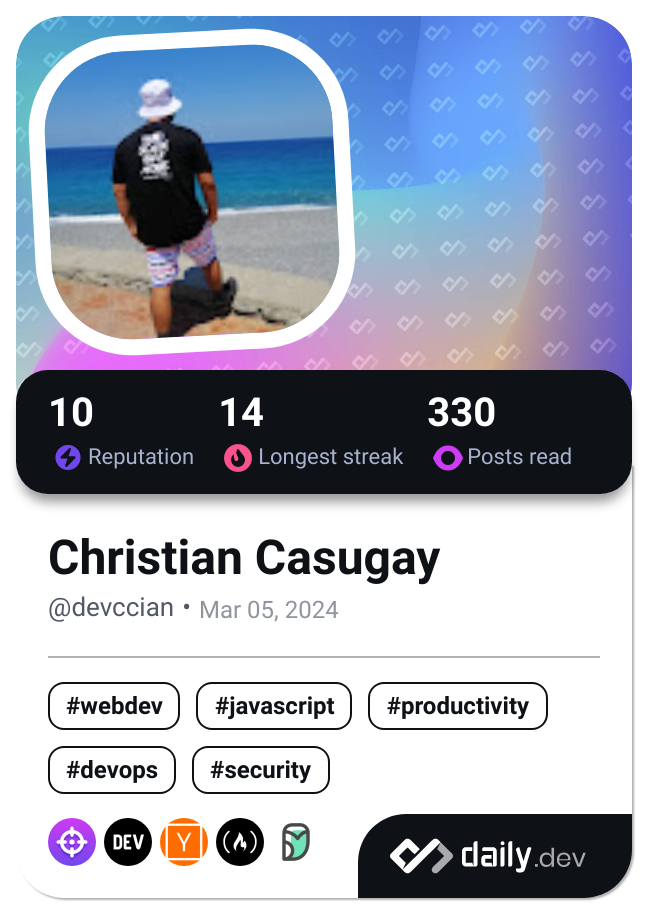 10 14 330
Reputation Longest streak Posts read
Christian Casugay
@devccian • Mar 05, 2024
#webdev #javascript #productivity
#devops #security
DEV Y daily.dev